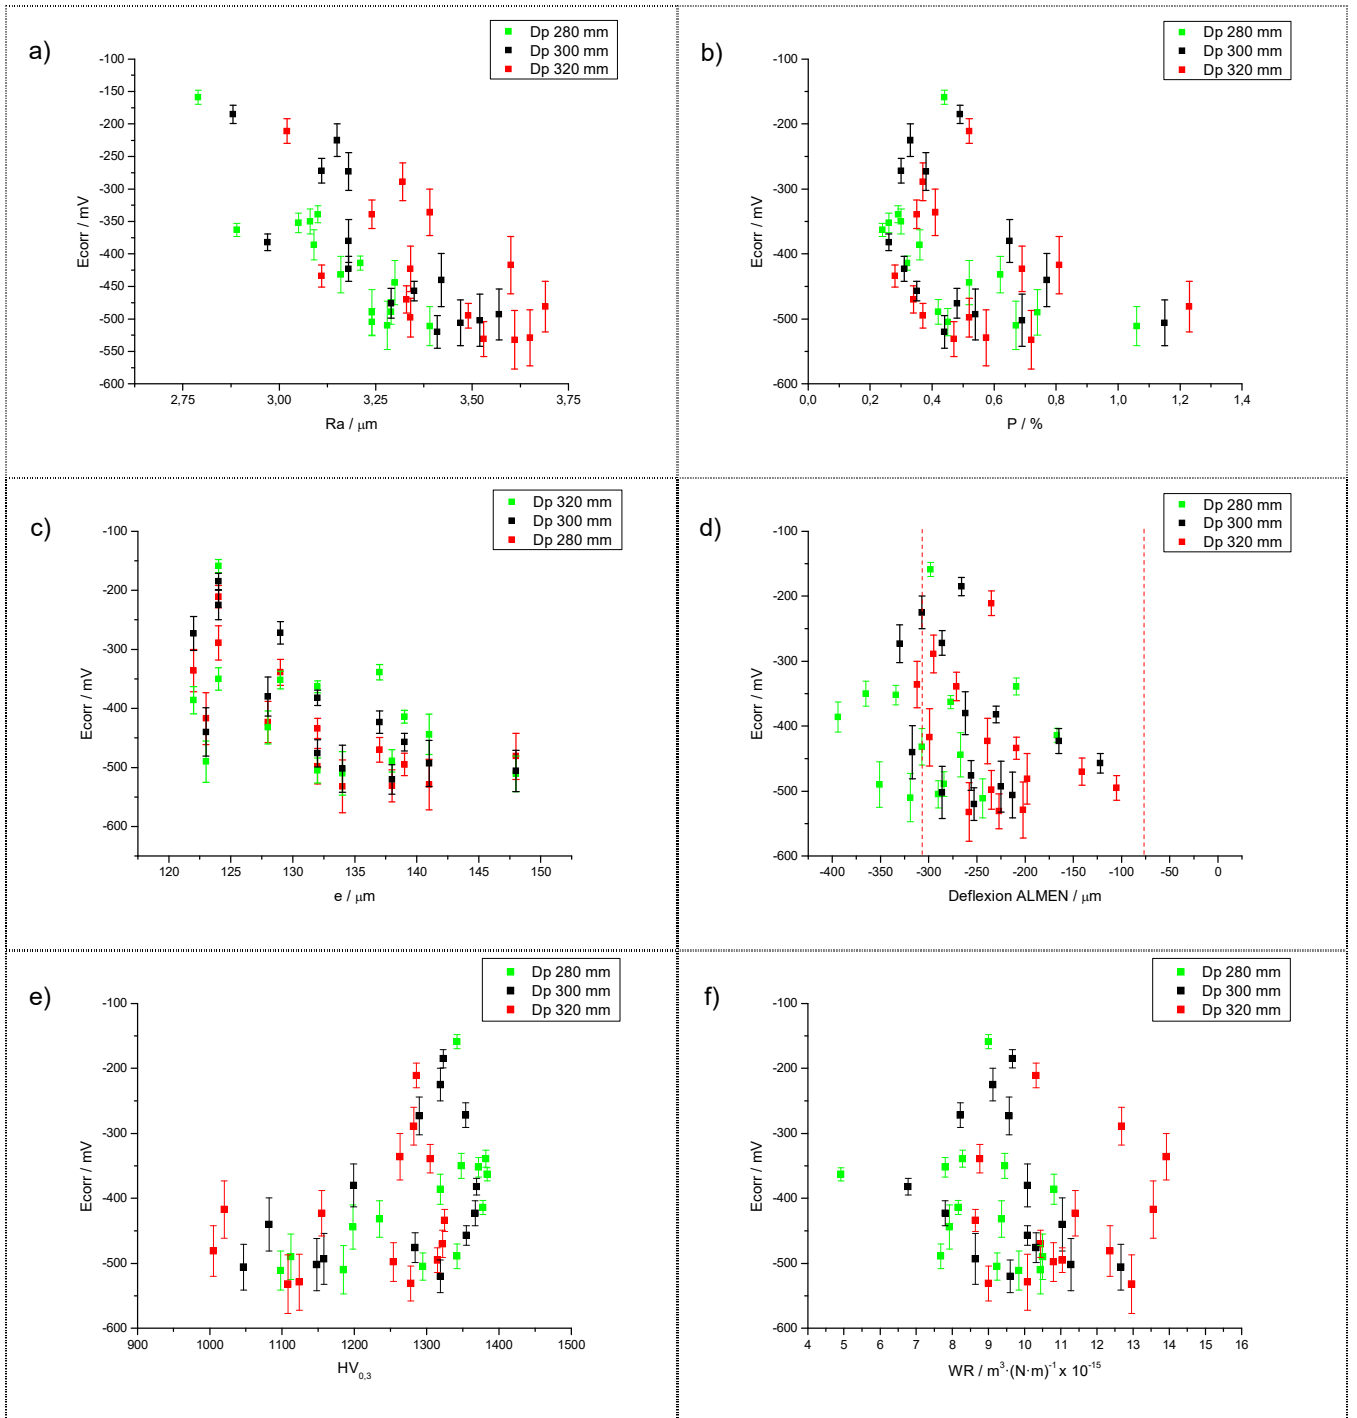 a)
Dp 280 mm
Dp 300 mm
Dp 320 mm
-100
-150
-200
-250
-300
-350
-400
-450
-500
-550
-600
Ecorr / mV
2,75
3,00
3,25
3,50
3,75
Ra / μm
b)
Dp 280 mm
Dp 300 mm
Dp 320 mm
-100
-200
-300
-400
-500
-600
Ecorr / mV
0,0
0,2
0,4
0,6
0,8
1,0
1,2
1,4
P / %
c)
Dp 320 mm
Dp 300 mm
Dp 280 mm
-100
-200
-300
-400
-500
-600
Ecorr / mV
120
125
130
135
140
145
150
e / μm
d)
Dp 280 mm
Dp 300 mm
Dp 320 mm
-100
-200
-300
-400
-500
-600
Ecorr / mV
-400
-350
-300
-250
-200
-150
-100
-50
0
Deflexion ALMEN / μm
e)
Dp 280 mm
Dp 300 mm
Dp 320 mm
-100
-200
-300
-400
-500
-600
Ecorr / mV
900
1000
1100
1200
1300
1400
1500
HV0,3
f)
Dp 280 mm
Dp 300 mm
Dp 320 mm
-100
-200
-300
-400
-500
-600
Ecorr / mV
4
5
6
7
8
9
10
11
12
13
14
15
16
WR / m³·(N·m)⁻¹ x 10⁻¹⁵